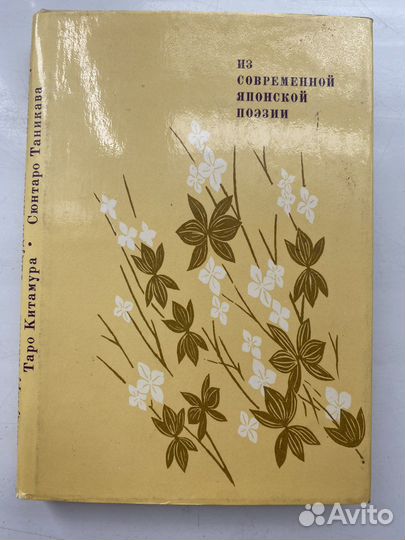 ИЗ
СОВРЕМЕННОЙ
ЯПОНСКОЙ
ПОЭЗИИ
Таро Китамура • Сюнтаро Таникава
Avito